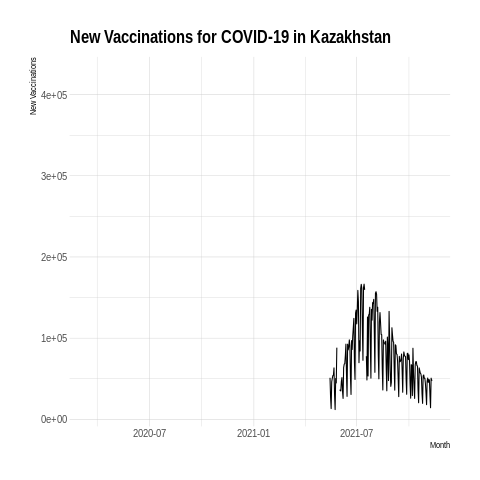 New Vaccinations for COVID-19 in Kazakhstan
New Vaccinations
4e+05
3e+05
2e+05
1e+05
0e+00
2020-07 2021-01 2021-07
Month